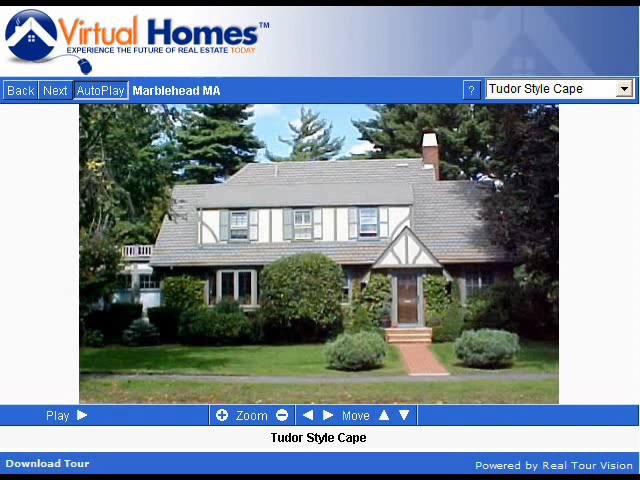 Virtual Homes™
EXPERIENCE THE FUTURE OF REAL ESTATE TODAY
Back Next AutoPlay Marblehead MA ? Tudor Style Cape
Play Zoom Move
Tudor Style Cape
Download Tour Powered by Real Tour Vision